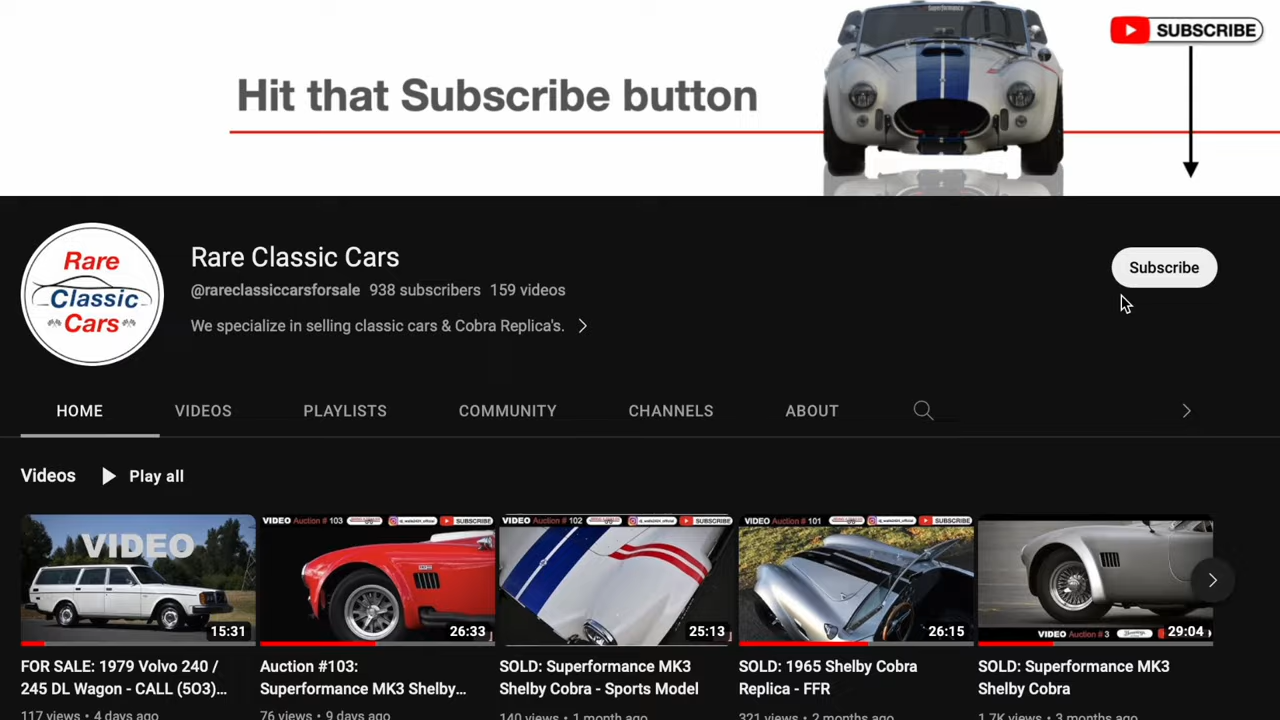 SUBSCRIBE
Hit that Subscribe button
Superformance
Rare
Classic
Cars
Rare Classic Cars
@rareclassiccarsforsale 938 subscribers 159 videos
We specialize in selling classic cars & Cobra Replica's.
Subscribe
HOME VIDEOS PLAYLISTS COMMUNITY CHANNELS ABOUT
Videos Play all
VIDEO
15:31
VIDEO Auction # 103 SUBSCRIBE
26:33
VIDEO Auction # 102 SUBSCRIBE
25:13
VIDEO Auction # 101 SUBSCRIBE
26:15
VIDEO Auction # 3
29:04
FOR SALE: 1979 Volvo 240 /
245 DL Wagon - CALL (5O3)...
117 views • 4 days ago
Auction #103:
Superformance MK3 Shelby...
76 views • 9 days ago
SOLD: Superformance MK3
Shelby Cobra - Sports Model
140 views • 1 month ago
SOLD: 1965 Shelby Cobra
Replica - FFR
321 views • 2 months ago
SOLD: Superformance MK3
Shelby Cobra
1.7K views • 3 months ago